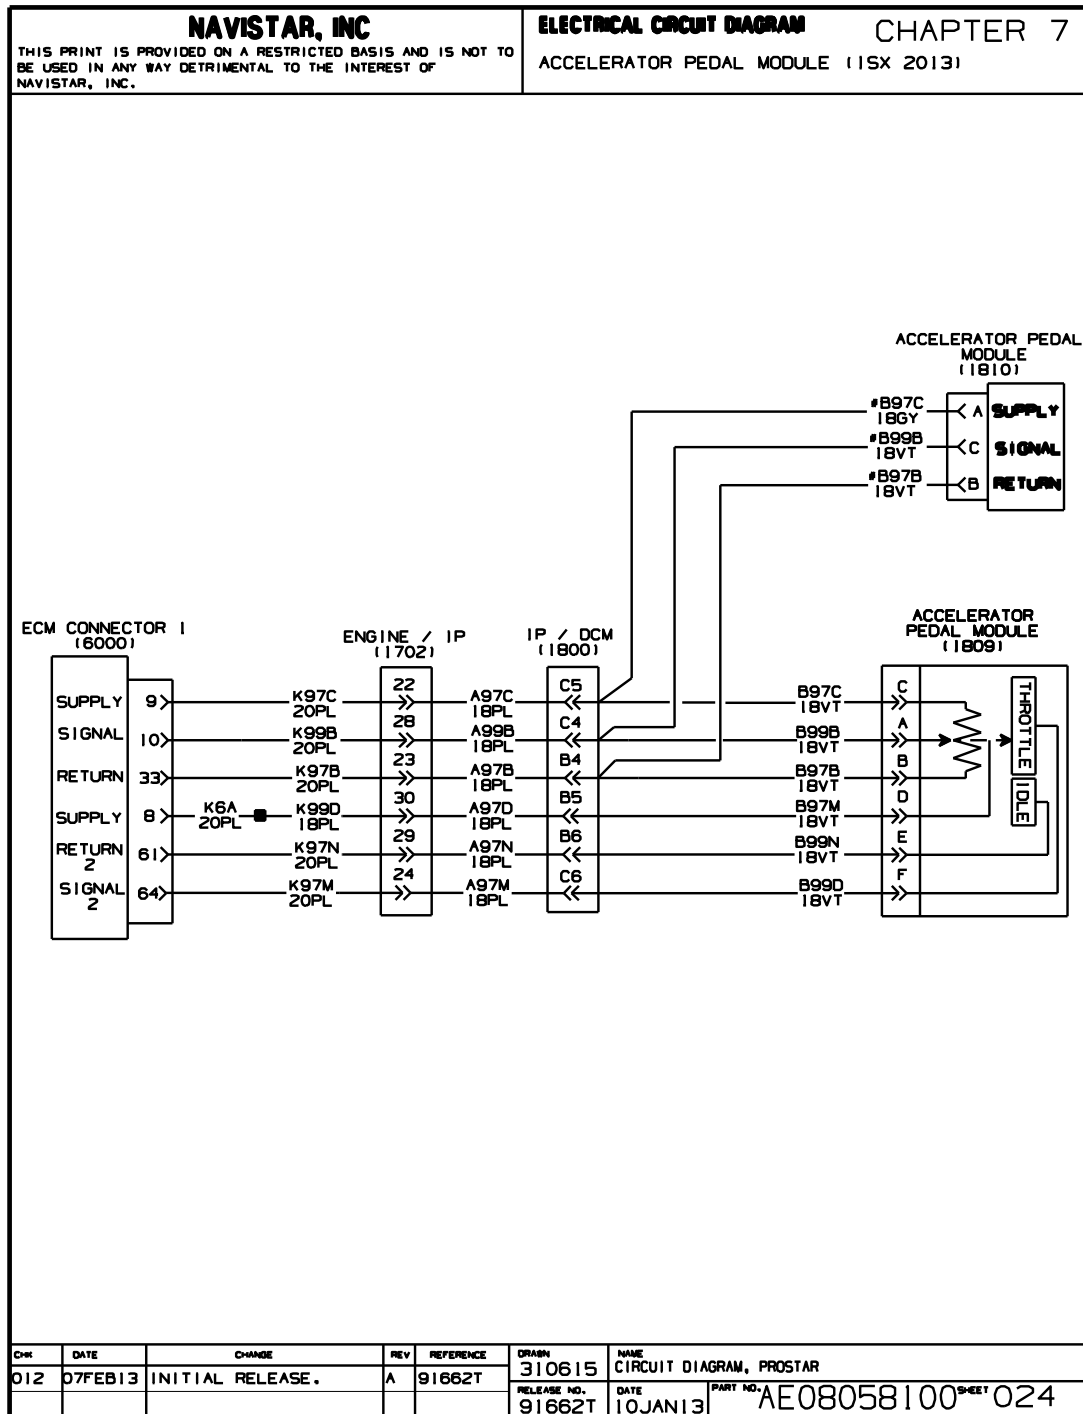 NAVISTAR, INC
THIS PRINT IS PROVIDED ON A RESTRICTED BASIS AND IS NOT TO
BE USED IN ANY WAY DETRIMENTAL TO THE INTEREST OF
NAVISTAR, INC.
ELECTRICAL CIRCUIT DIAGRAM
CHAPTER 7
ACCELERATOR PEDAL MODULE (ISX 2013)
ACCELERATOR PEDAL
MODULE
(1810)
#B97C
18GY
A
SUPPLY
#B99B
18VT
C
SIGNAL
#B97B
18VT
B
RETURN
ECM CONNECTOR 1
(6000)
ENGINE / IP
(1702)
IP / DCM
(1800)
ACCELERATOR
PEDAL MODULE
(1809)
SUPPLY
9
K97C
20PL
22
A97C
18PL
C5
B97C
18VT
C
SIGNAL
10
K99B
20PL
28
A99B
18PL
C4
B99B
18VT
A
RETURN
33
K97B
20PL
23
A97B
18PL
B4
B97B
18VT
B
SUPPLY
8
K6A
20PL
K99D
18PL
30
A97D
18PL
B5
B97M
18VT
D
RETURN
2
61
K97N
20PL
29
A97N
18PL
B6
B99N
18VT
E
SIGNAL
2
64
K97M
20PL
24
A97M
18PL
C6
B99D
18VT
F
THROTTLE
IDLE
CHK
DATE
CHANGE
REV
REFERENCE
012
07FEB13
INITIAL RELEASE.
A
91662T
DRAWN
310615
NAME
CIRCUIT DIAGRAM, PROSTAR
RELEASE NO.
91662T
DATE
10JAN13
PART NO.
AE08058100
SHEET
024